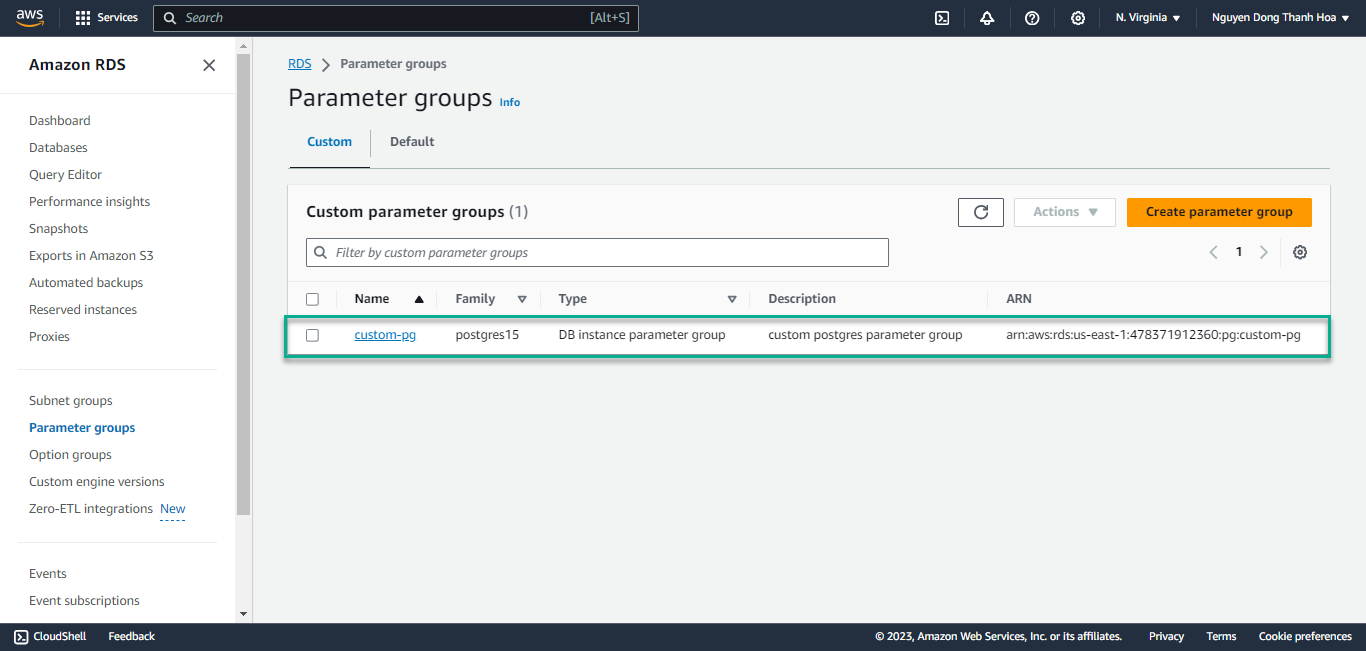 aws Services Search [Alt+S] N. Virginia Nguyen Dong Thanh Hoa
Amazon RDS
Dashboard
Databases
Query Editor
Performance insights
Snapshots
Exports in Amazon S3
Automated backups
Reserved instances
Proxies
Subnet groups
Parameter groups
Option groups
Custom engine versions
Zero-ETL integrations New
Events
Event subscriptions
RDS Parameter groups
Parameter groups Info
Custom Default
Custom parameter groups (1) Actions Create parameter group
Filter by custom parameter groups 1
Name Family Type Description ARN
custom-pg postgres15 DB instance parameter group custom postgres parameter group arn:aws:rds:us-east-1:478371912360:pg:custom-pg
CloudShell Feedback © 2023, Amazon Web Services, Inc. or its affiliates. Privacy Terms Cookie preferences